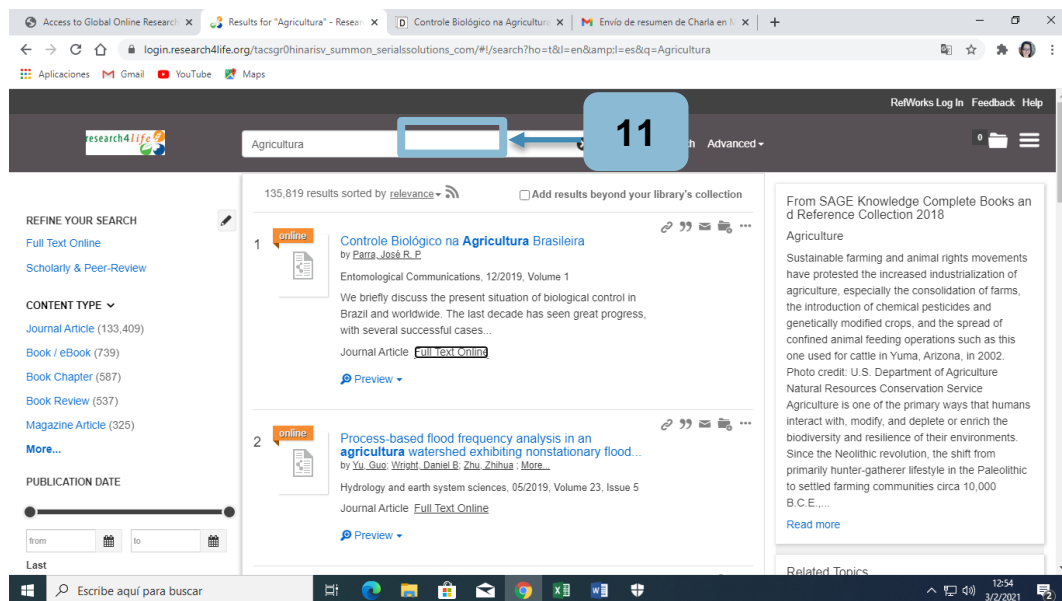 Access to Global Online Research
Results for "Agricultura" - Resear
Controle Biológico na Agricultura
Envío de resumen de Charla en
login.research4life.org/tacsgr0hinarisv_summon_serialssolutions_com/#!/search?ho=t&l=en&amp;l=es&q=Agricultura
Aplicaciones Gmail YouTube Maps
RefWorks Log In Feedback Help
research4life
Agricultura
11
Advanced
0
135,819 results sorted by relevance
Add results beyond your library's collection
REFINE YOUR SEARCH
Full Text Online
Scholarly & Peer-Review
CONTENT TYPE
Journal Article (133,409)
Book / eBook (739)
Book Chapter (587)
Book Review (537)
Magazine Article (325)
More...
PUBLICATION DATE
from to
Last
1
online
Controle Biológico na Agricultura Brasileira
by Parra, José R. P
Entomological Communications, 12/2019, Volume 1
We briefly discuss the present situation of biological control in
Brazil and worldwide. The last decade has seen great progress,
with several successful cases...
Journal Article Full Text Online
Preview
2
online
Process-based flood frequency analysis in an
agricultura watershed exhibiting nonstationary flood...
by Yu, Guo; Wright, Daniel B; Zhu, Zhihua ; More...
Hydrology and earth system sciences, 05/2019, Volume 23, Issue 5
Journal Article Full Text Online
Preview
From SAGE Knowledge Complete Books an
d Reference Collection 2018
Agriculture
Sustainable farming and animal rights movements
have protested the increased industrialization of
agriculture, especially the consolidation of farms,
the introduction of chemical pesticides and
genetically modified crops, and the spread of
confined animal feeding operations such as this
one used for cattle in Yuma, Arizona, in 2002.
Photo credit: U.S. Department of Agriculture
Natural Resources Conservation Service
Agriculture is one of the primary ways that humans
interact with, modify, and deplete or enrich the
biodiversity and resilience of their environments.
Since the Neolithic revolution, the shift from
primarily hunter-gatherer lifestyle in the Paleolithic
to settled farming communities circa 10,000
B.C.E.,...
Read more
Related Topics
Escribe aquí para buscar
12:54
3/2/2021